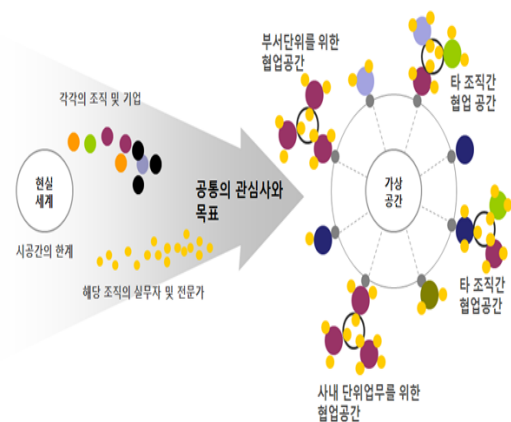 부서단위를 위한
협업공간
타 조직간
협업 공간
각각의 조직 및 기업
현실
세계
공통의 관심사와
목표
가상
공간
시공간의 한계
해당 조직의 실무자 및 전문가
타 조직간
협업공간
사내 단위업무를 위한
협업공간